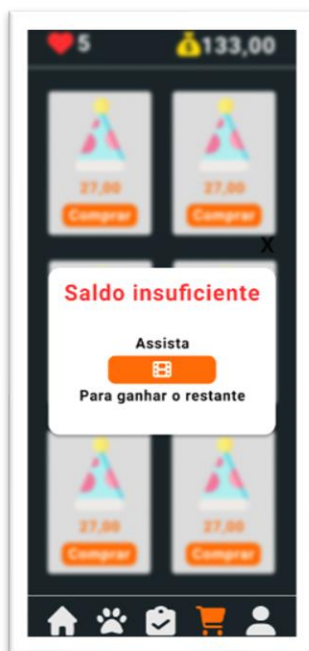 5
133,00
27,00 27,00
Comprar Comprar
X
Saldo insuficiente
Assista
Para ganhar o restante
27,00 27,00
Comprar Comprar